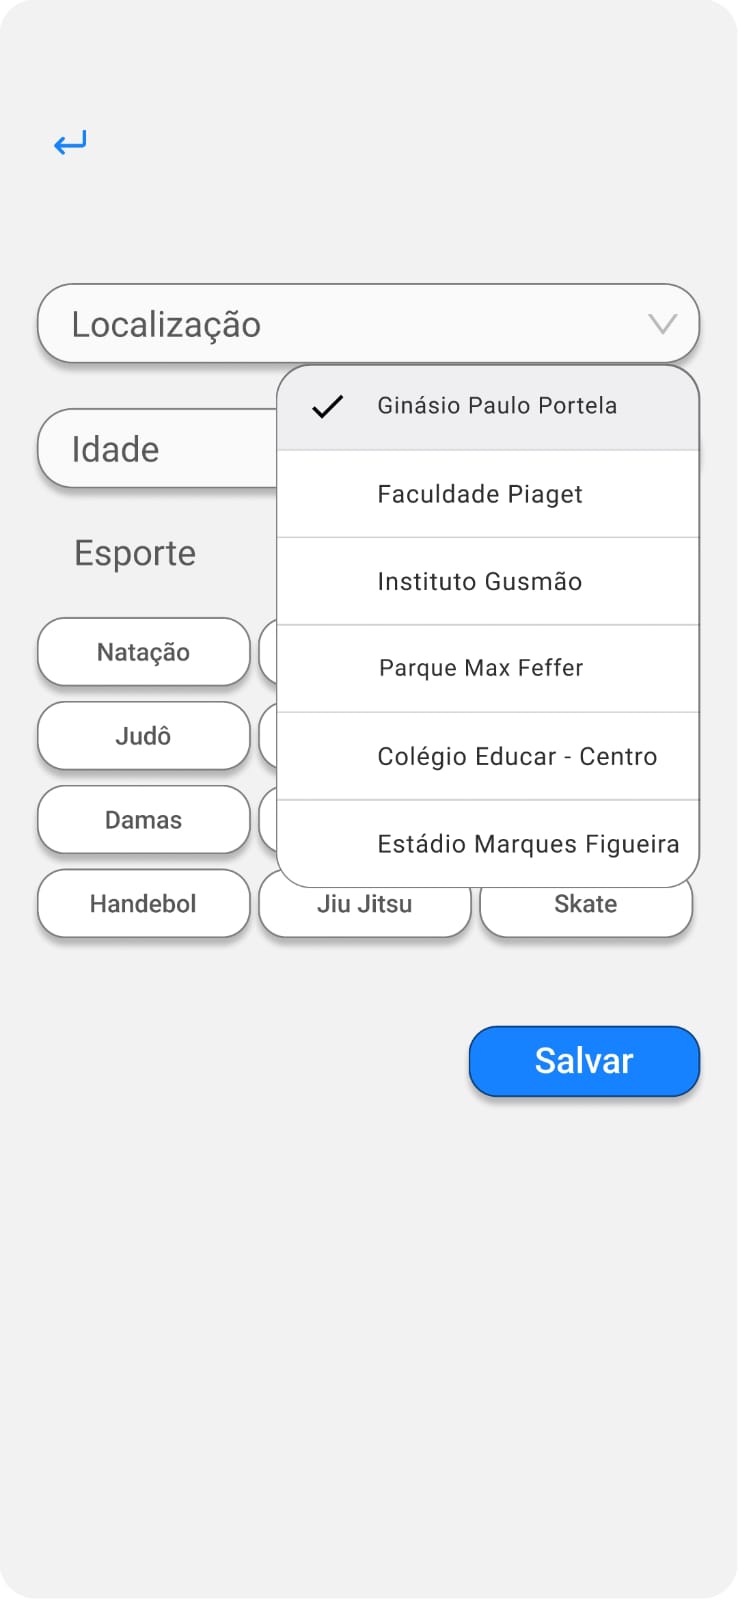 Localização
Ginásio Paulo Portela
Idade
Faculdade Piaget
Esporte
Instituto Gusmão
Natação
Parque Max Feffer
Judô
Colégio Educar - Centro
Damas
Estádio Marques Figueira
Handebol
Jiu Jitsu
Skate
Salvar